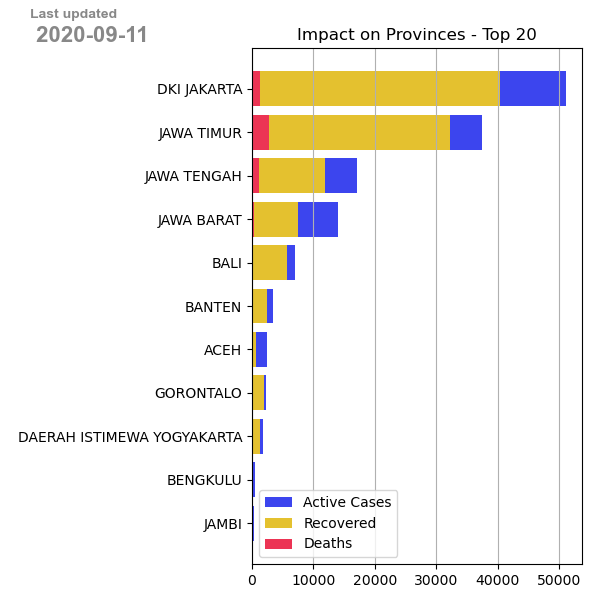 Last updated
2020-09-11
Impact on Provinces - Top 20
DKI JAKARTA
JAWA TIMUR
JAWA TENGAH
JAWA BARAT
BALI
BANTEN
ACEH
GORONTALO
DAERAH ISTIMEWA YOGYAKARTA
BENGKULU
JAMBI
Active Cases
Recovered
Deaths
0 10000 20000 30000 40000 50000